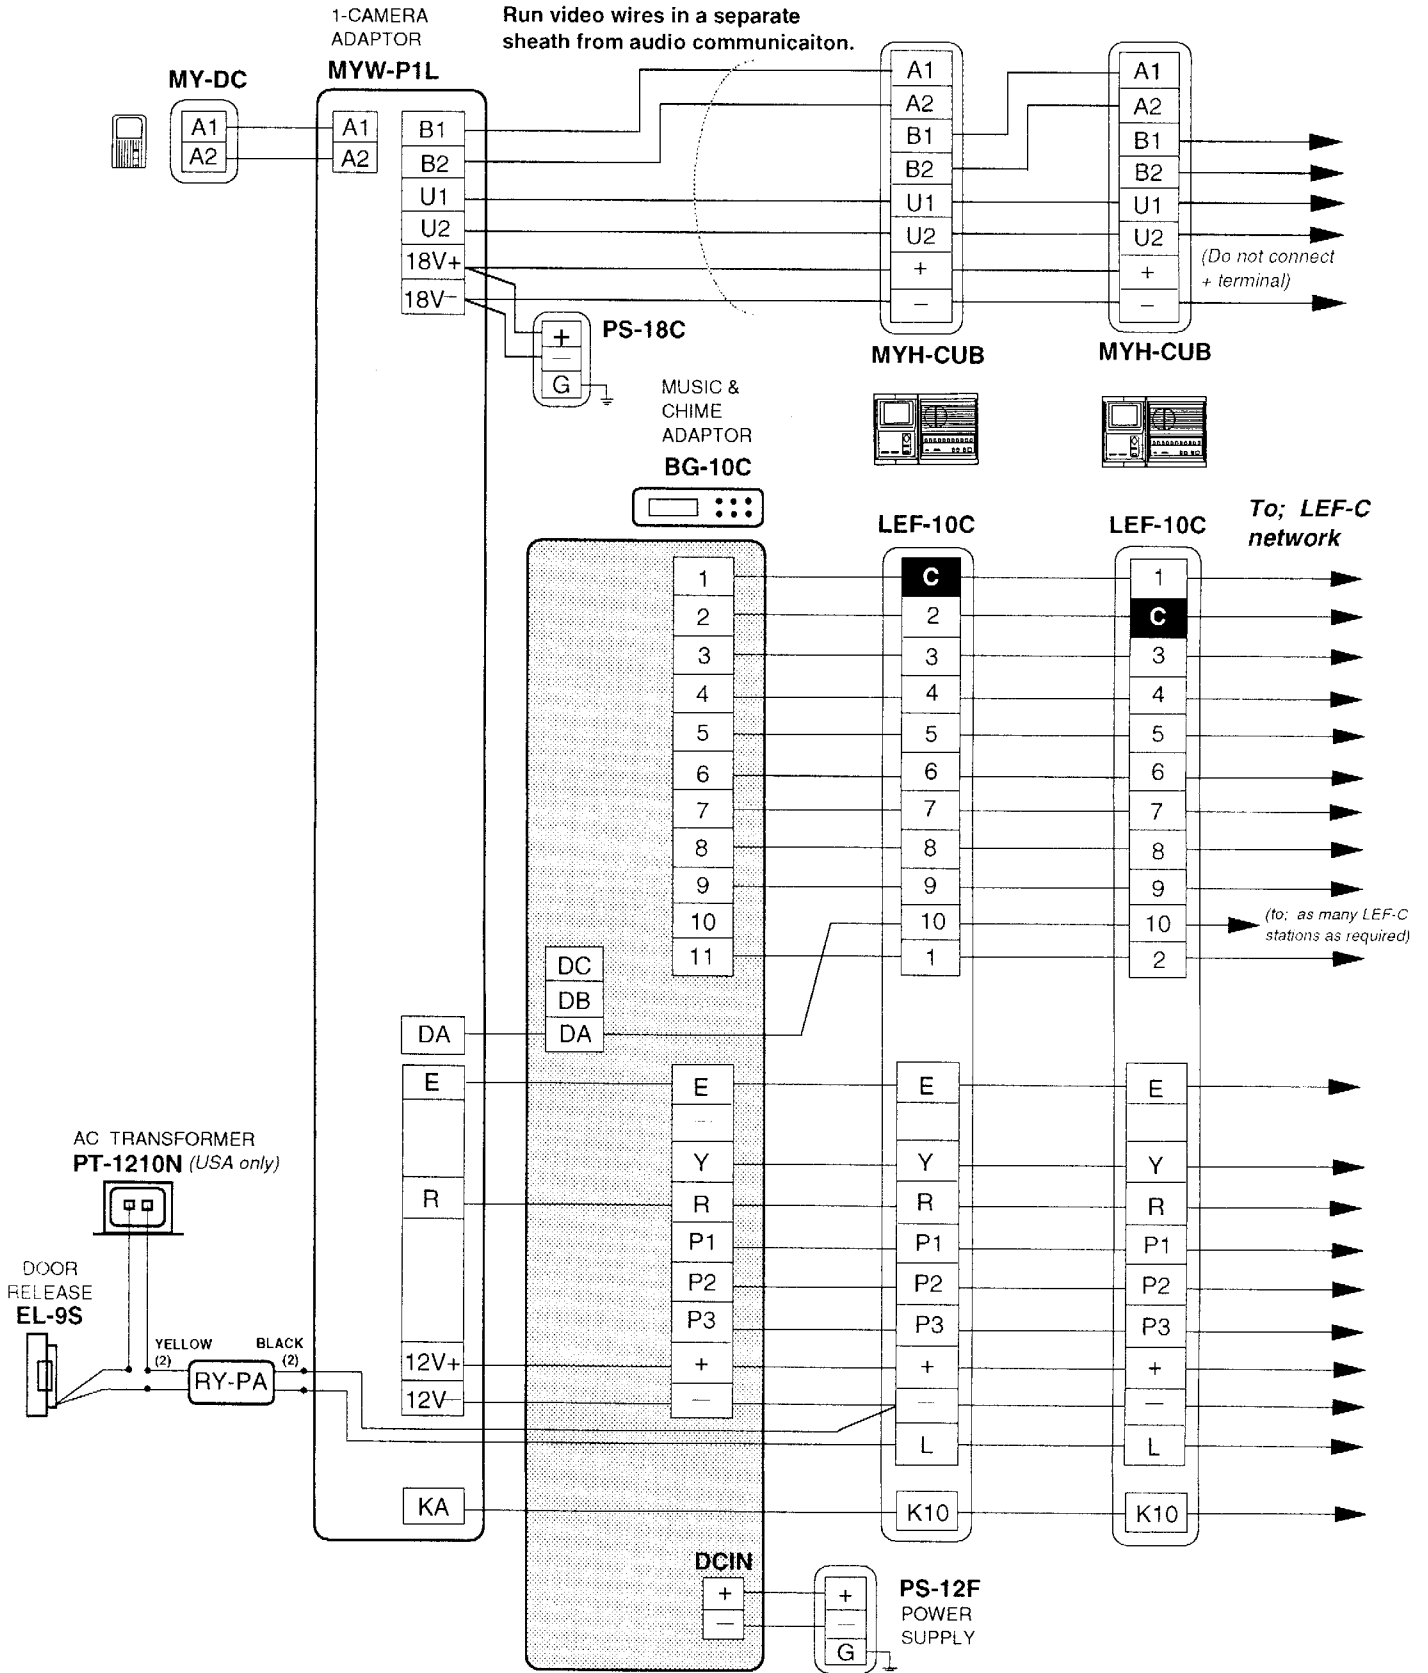 1-CAMERA
ADAPTOR
MYW-P1L
Run video wires in a separate
sheath from audio communicaiton.
MY-DC
A1
A2
A1
A2
B1
B2
U1
U2
18V+
18V−
A1
A2
B1
B2
U1
U2
+
−
A1
A2
B1
B2
U1
U2
+
−
(Do not connect
+ terminal)
+
−
G
PS-18C
MYH-CUB
MYH-CUB
MUSIC &
CHIME
ADAPTOR
BG-10C
LEF-10C
LEF-10C
To; LEF-C
network
1 C 1
2 2 C
3 3 3
4 4 4
5 5 5
6 6 6
7 7 7
8 8 8
9 9 9
10 10 10
(to; as many LEF-C
stations as required)
11 1 2
DC
DB
DA DA
E E E E
−
Y Y Y
R R R R
P1 P1 P1
P2 P2 P2
P3 P3 P3
12V+ + + +
12V− − − −
L L
KA K10 K10
AC TRANSFORMER
PT-1210N (USA only)
DOOR
RELEASE
EL-9S
YELLOW
(2)
BLACK
(2)
RY-PA
DCIN
+
−
+
−
G
PS-12F
POWER
SUPPLY